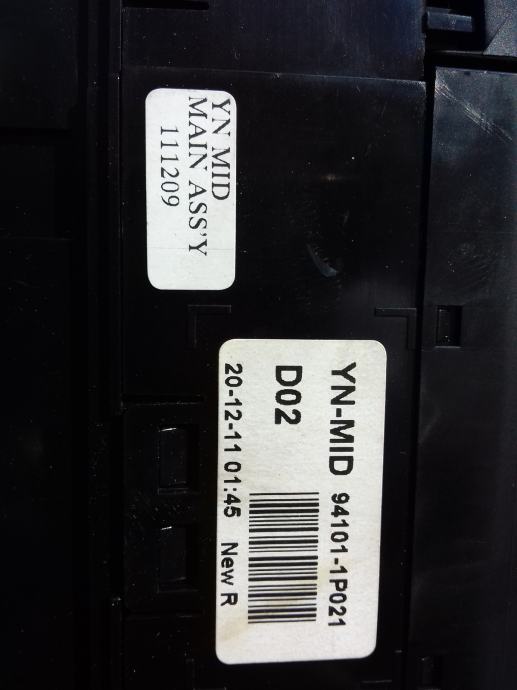 YN MID
MAIN ASS'Y
111209
YN-MID 94101-1P021
D02
20-12-11 01:45 New R